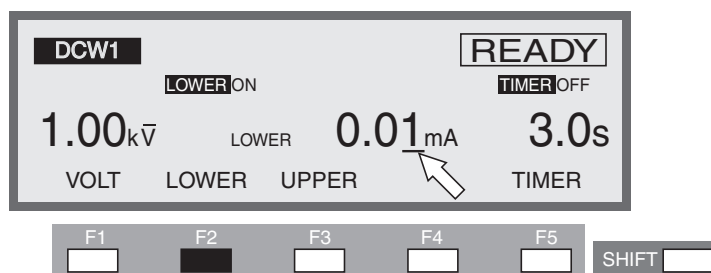 DCW1 READY
LOWER ON TIMER OFF
1.00kV̅ LOWER 0.01mA 3.0s
VOLT LOWER UPPER TIMER
F1 F2 F3 F4 F5
SHIFT